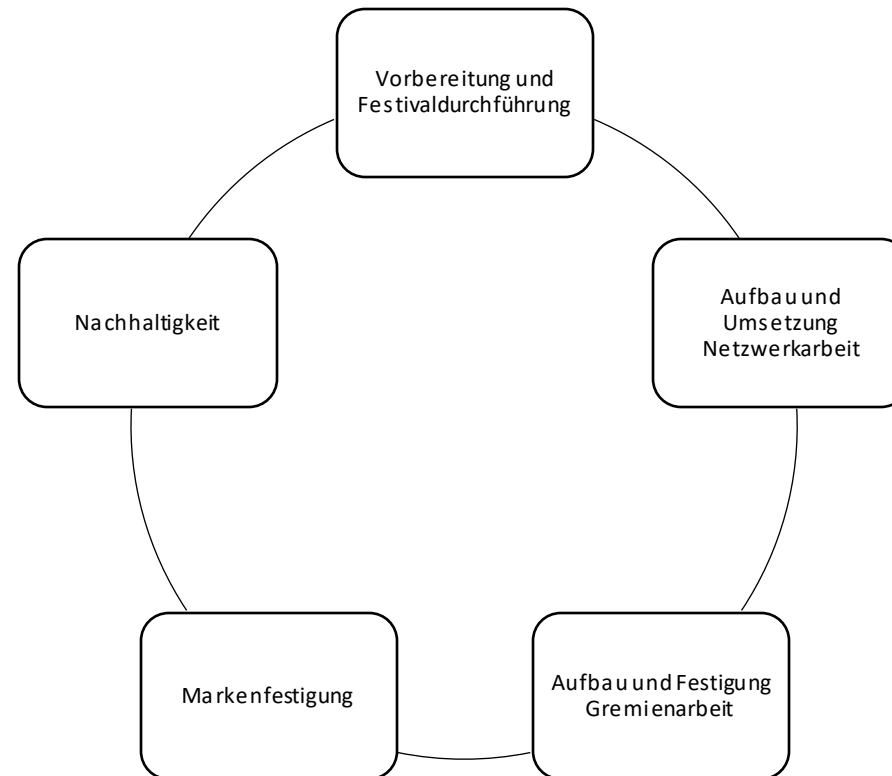 Vorbereitung und
Festivaldurchführung
Aufbau und
Umsetzung
Netzwerkarbeit
Aufbau und Festigung
Gremienarbeit
Markenfestigung
Nachhaltigkeit